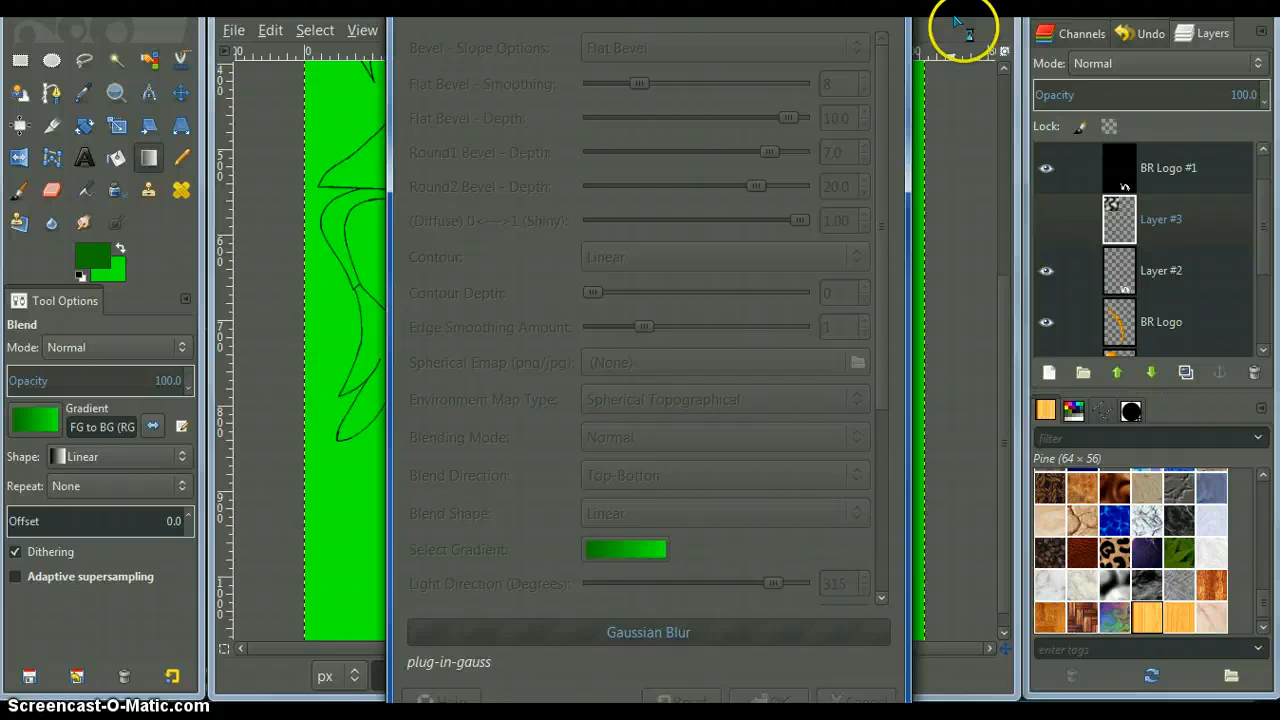 File Edit Select View
Channels Undo Layers
Mode: Normal
Opacity 100.0
Lock:
BR Logo #1
Layer #3
Layer #2
BR Logo
filter
Pine (64 × 56)
enter tags
Tool Options
Blend
Mode: Normal
Opacity 100.0
Gradient
FG to BG (RG
Shape: Linear
Repeat: None
Offset 0.0
Dithering
Adaptive supersampling
Bevel - Slope Options: Flat Bevel
Flat Bevel - Smoothing: 8
Flat Bevel - Depth: 10.0
Round1 Bevel - Depth: 7.0
Round2 Bevel - Depth: 20.0
(Diffuse) 0<--->1 (Shiny): 1.00
Contour: Linear
Contour Depth: 0
Edge Smoothing Amount: 1
Spherical Emap (png/jpg): (None)
Environment Map Type: Spherical Topographical
Blending Mode: Normal
Blend Direction: Top-Botton
Blend Shape: Linear
Select Gradient:
Light Direction (Degrees): 315
Gaussian Blur
plug-in-gauss
Help
px
Screencast-O-Matic.com